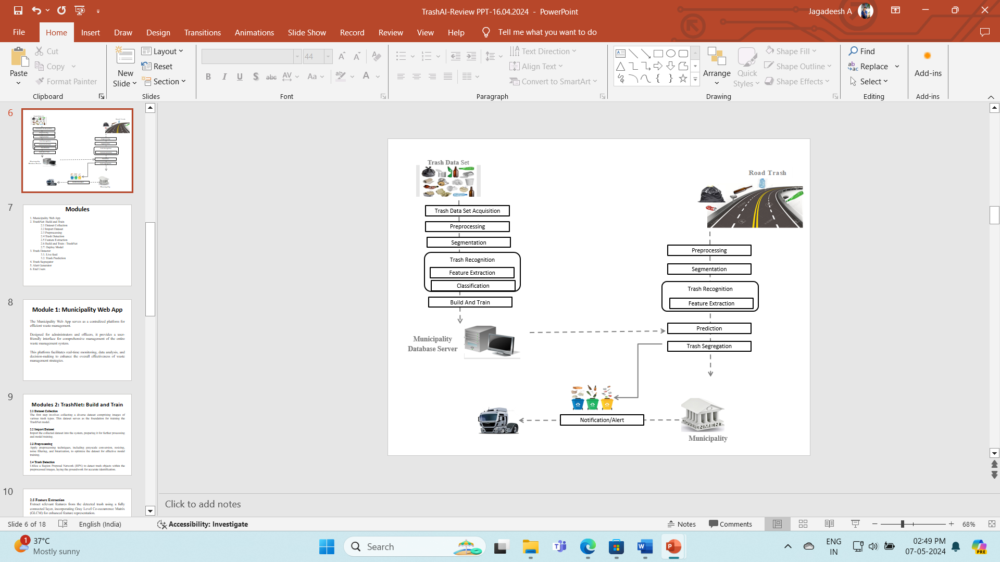 TrashAI-Review PPT-16.04.2024 - PowerPoint
Jagadeesh A
File Home Insert Draw Design Transitions Animations Slide Show Record Review View Help Tell me what you want to do
Paste
Cut
Copy
Format Painter
Clipboard
New Slide
Layout
Reset
Section
Slides
44
B I U S abc AV Aa A
Font
Text Direction
Align Text
Convert to SmartArt
Paragraph
Arrange
Quick Styles
Shape Fill
Shape Outline
Shape Effects
Drawing
Find
Replace
Select
Editing
Add-ins
Add-ins
6
7
Modules
1. Municipality Web App
2. TrashNet: Build and Train
2.1 Dataset Collection
2.2 Import Dataset
2.3 Preprocessing
2.4 Trash Detection
2.5 Feature Extraction
2.6 Build and Train : TrashNet
2.7. Deploy Model
3. Trash Detector
3.1. Live feed
3.2. Trash Prediction
4. Trash Segregator
5. Alert Generator
6. End Users
8
Module 1: Municipality Web App
The Municipality Web App serves as a centralized platform for
efficient waste management.
Designed for administrators and officers, it provides a user-
friendly interface for comprehensive management of the entire
waste management system.
This platform facilitates real-time monitoring, data analysis, and
decision-making to enhance the overall effectiveness of waste
management strategies.
9
Modules 2: TrashNet: Build and Train
2.1 Dataset Collection
The first step involves collecting a diverse dataset comprising images of
various trash types. This dataset serves as the foundation for training the
TrashNet model.
2.2 Import Dataset
Import the collected dataset into the system, preparing it for further processing
and model training.
2.3 Preprocessing
Apply preprocessing techniques, including greyscale conversion, resizing,
noise filtering, and binarization, to optimize the dataset for effective model
training.
2.4 Trash Detection
Utilize a Region Proposal Network (RPN) to detect trash objects within the
preprocessed images, laying the groundwork for accurate identification.
10
2.5 Feature Extraction
Extract relevant features from the detected trash using a fully
connected layer, incorporating Gray Level Co-occurrence Matrix
(GLCM) for enhanced feature representation.
Trash Data Set
Trash Data Set Acquisition
Preprocessing
Segmentation
Trash Recognition
Feature Extraction
Classification
Build And Train
Municipality
Database Server
Road Trash
Preprocessing
Segmentation
Trash Recognition
Feature Extraction
Prediction
Trash Segregation
Notification/Alert
GOVERNMENT
Municipality
Click to add notes
Slide 6 of 18 English (India) Accessibility: Investigate Notes Comments 68%
1
37°C
Mostly sunny
Search
ENG
IN
02:49 PM
07-05-2024
PRE